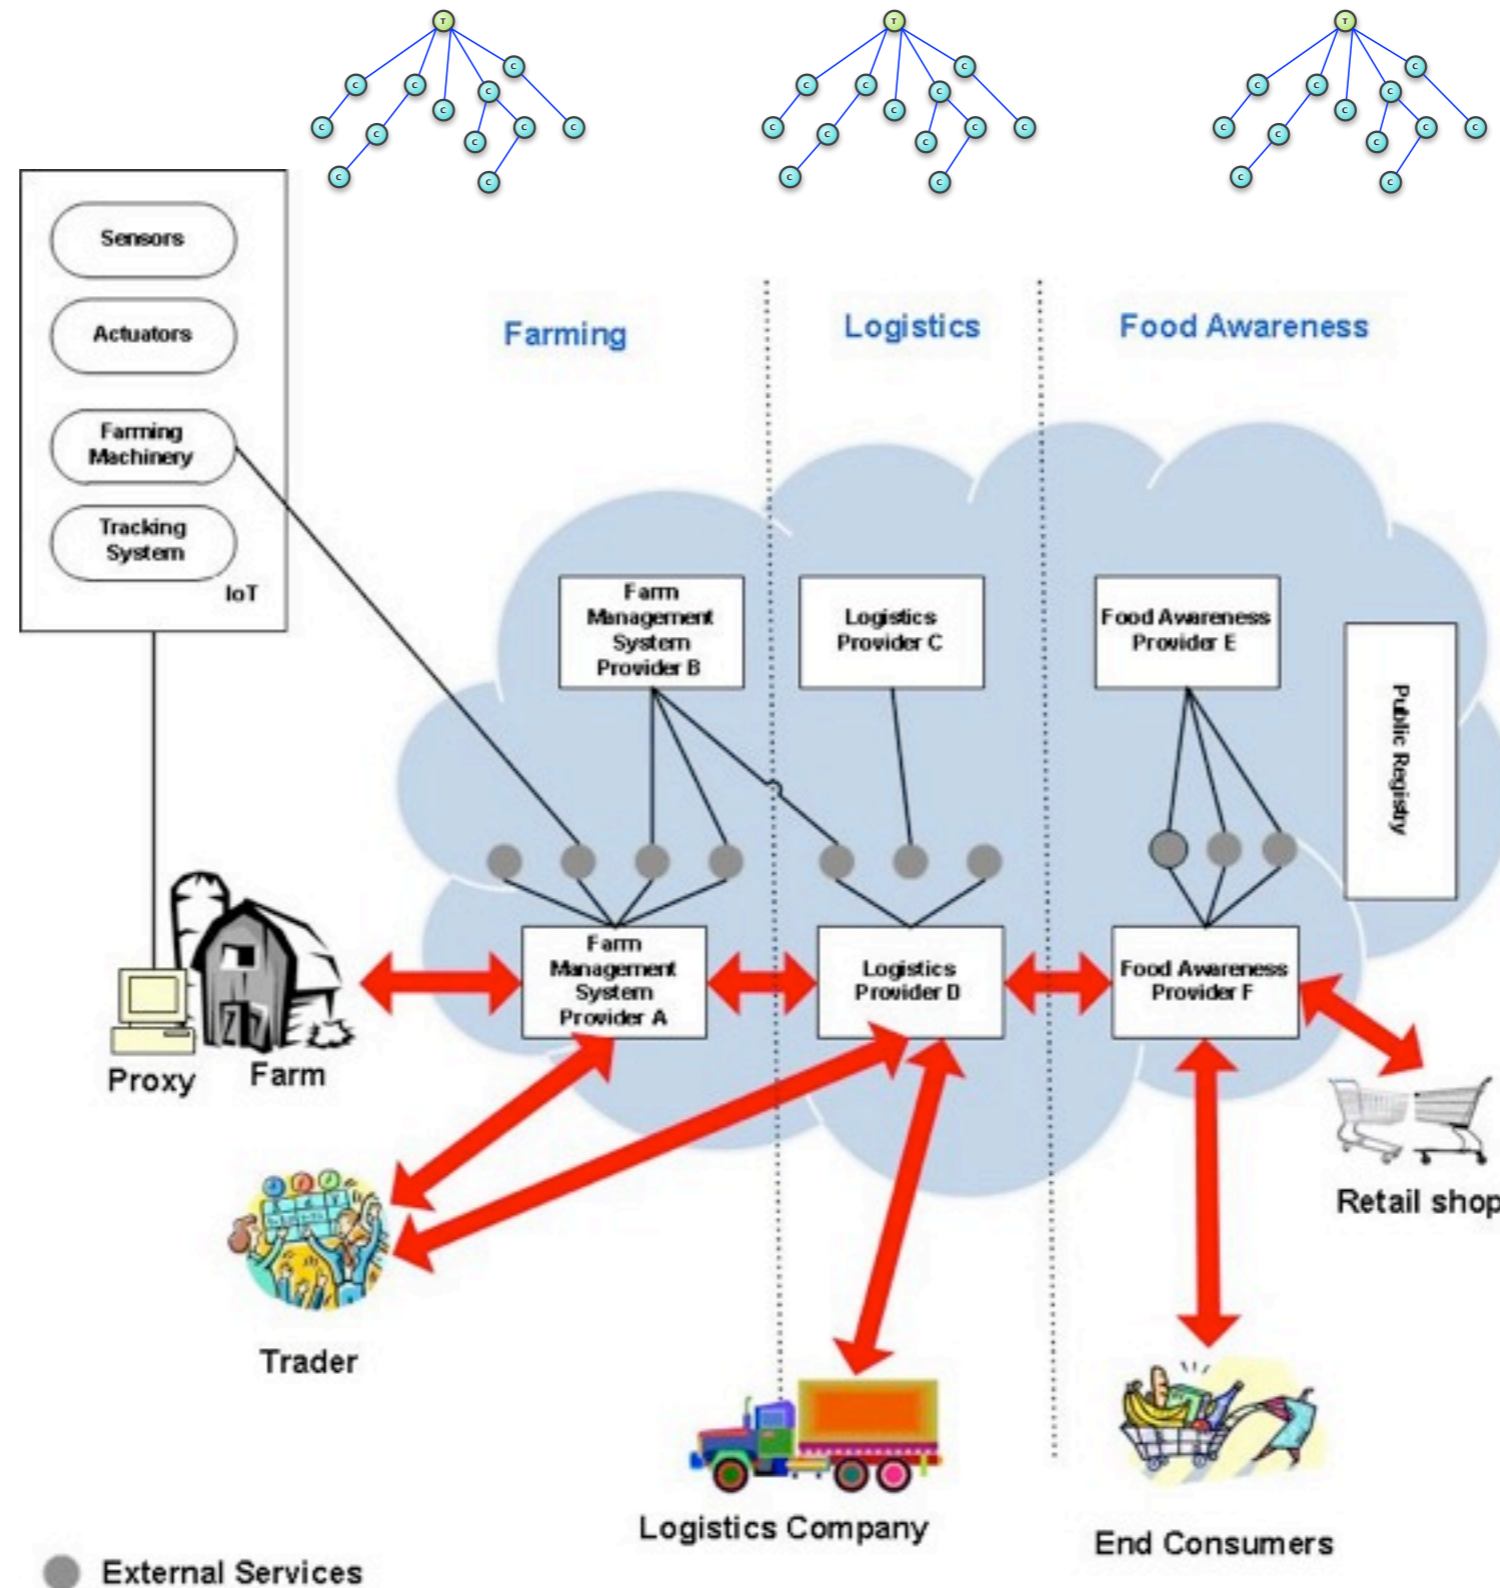 T
C
C
C
C
C
C
C
C
C
C
C
C
C
T
C
C
C
C
C
C
C
C
C
C
C
C
C
T
C
C
C
C
C
C
C
C
C
C
C
C
C
Sensors
Actuators
Farming
Machinery
Tracking
System
IoT
Farming
Logistics
Food Awareness
Farm
Management
System
Provider B
Logistics
Provider C
Food Awareness
Provider E
Public Registry
Farm
Management
System
Provider A
Logistics
Provider D
Food Awareness
Provider F
Proxy
Farm
Retail shop
Trader
Logistics Company
End Consumers
External Services